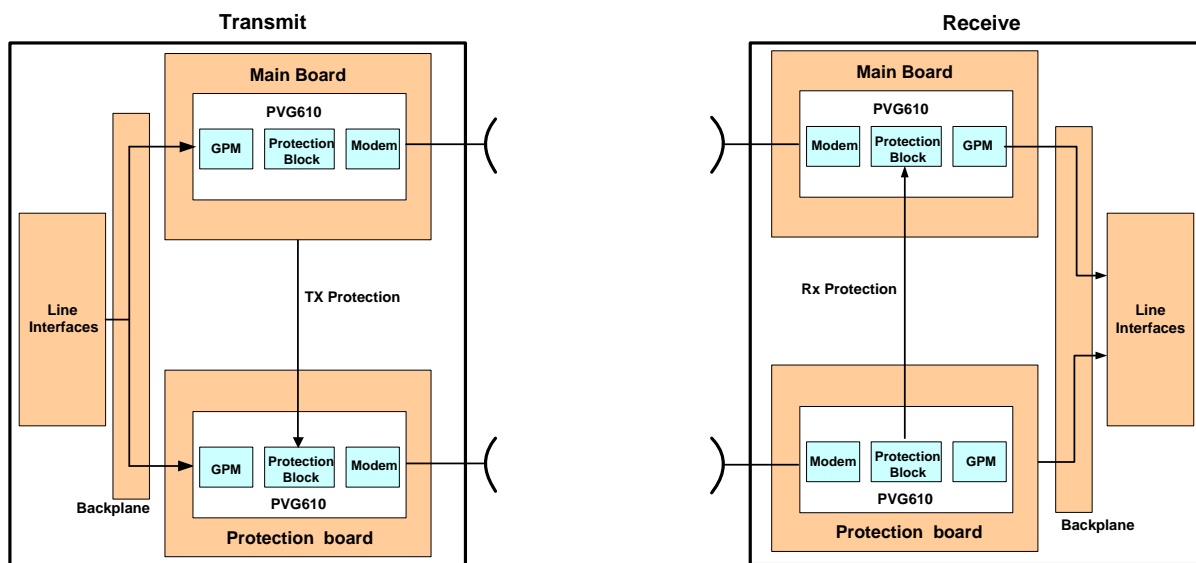 Transmit
Main Board
PVG610
GPM
Protection
Block
Modem
Line
Interfaces
TX Protection
GPM
Protection
Block
Modem
PVG610
Backplane
Protection board
Receive
Main Board
PVG610
Modem
Protection
Block
GPM
Rx Protection
Line
Interfaces
Modem
Protection
Block
GPM
PVG610
Backplane
Protection board